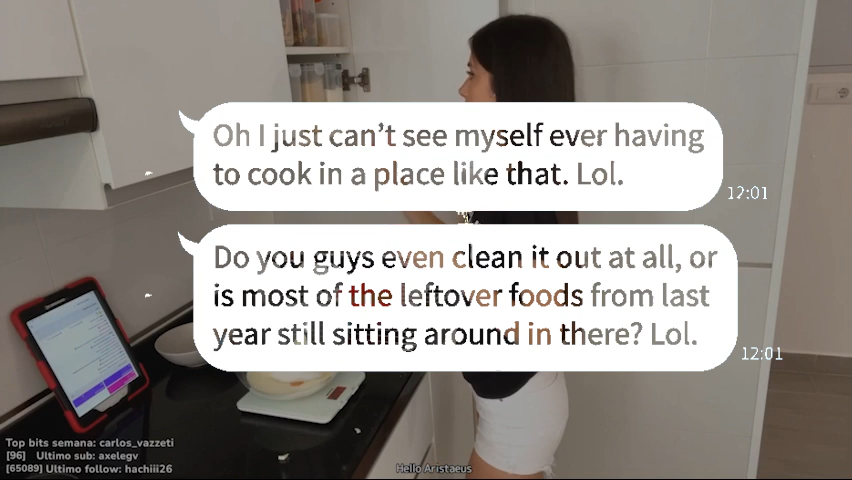 Oh I just can't see myself ever having
to cook in a place like that. Lol.
12:01
Do you guys even clean it out at all, or
is most of the leftover foods from last
year still sitting around in there? Lol.
12:01
Top bits semana: carlos_vazzeti
[96] Ultimo sub: axelegv
[65089] Ultimo follow: hachiii26
Hello Aristaeus